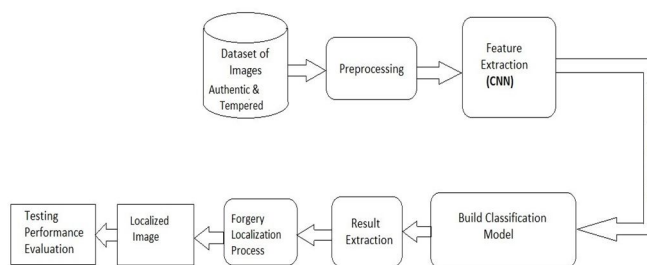 Dataset of
Images
Authentic &
Tempered
Preprocessing
Feature
Extraction
(CNN)
Testing
Performance
Evaluation
Localized
Image
Forgery
Localization
Process
Result
Extraction
Build Classification
Model